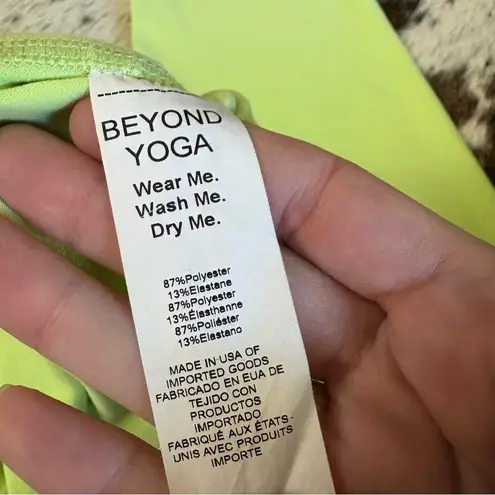 BEYOND
YOGA
Wear Me.
Wash Me.
Dry Me.
87%Polyester
13%Elastane
87%Polyester
13%Élasthanne
87%Poliéster
13%Elastano
MADE IN USA OF
IMPORTED GOODS
FABRICADO EN EUA DE
TEJIDO CON
PRODUCTOS
IMPORTADO
FABRIQUÉ AUX ÉTATS-
UNIS AVEC PRODUITS
IMPORTE